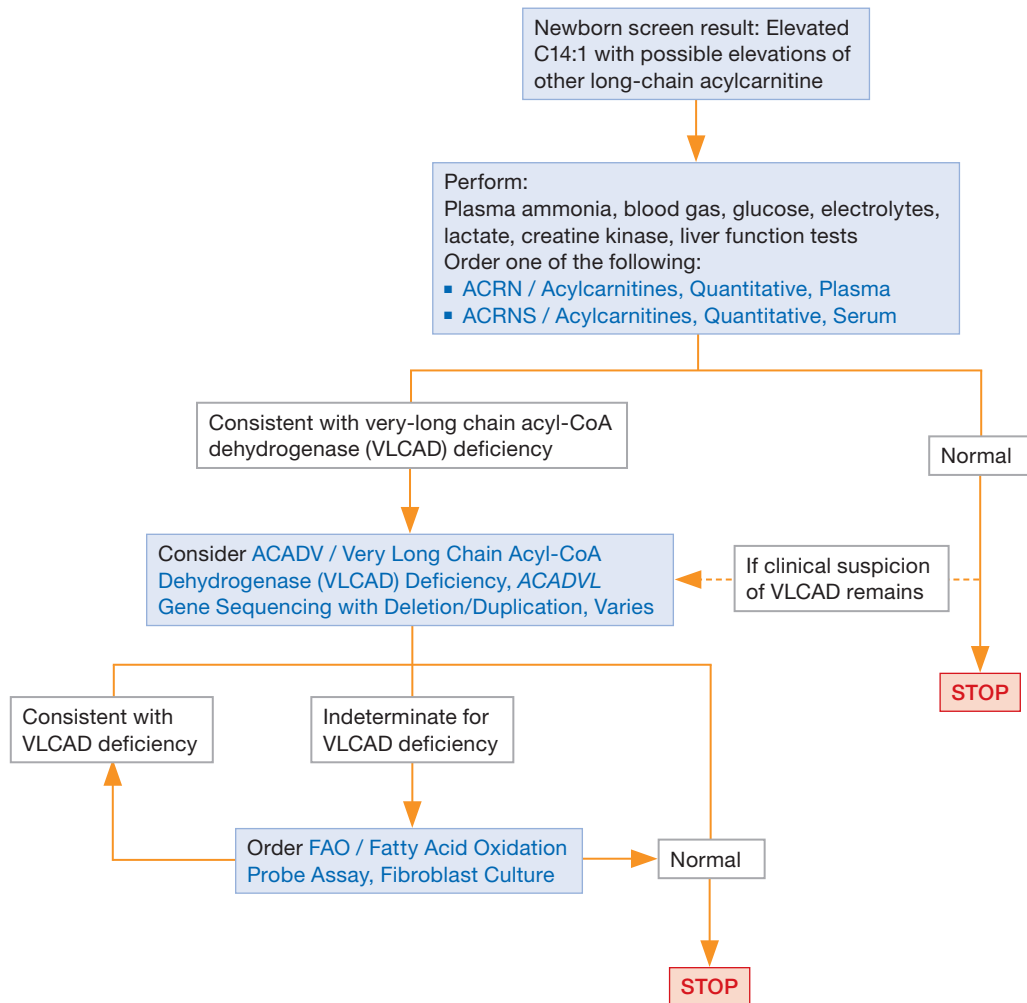 Newborn screen result: Elevated
C14:1 with possible elevations of
other long-chain acylcarnitine
Perform:
Plasma ammonia, blood gas, glucose, electrolytes,
lactate, creatine kinase, liver function tests
Order one of the following:
▪ ACRN / Acylcarnitines, Quantitative, Plasma
▪ ACRNS / Acylcarnitines, Quantitative, Serum
Consistent with very-long chain acyl-CoA
dehydrogenase (VLCAD) deficiency
Normal
Consider ACADV / Very Long Chain Acyl-CoA
Dehydrogenase (VLCAD) Deficiency, ACADVL
Gene Sequencing with Deletion/Duplication, Varies
If clinical suspicion
of VLCAD remains
STOP
Consistent with
VLCAD deficiency
Indeterminate for
VLCAD deficiency
Order FAO / Fatty Acid Oxidation
Probe Assay, Fibroblast Culture
Normal
STOP